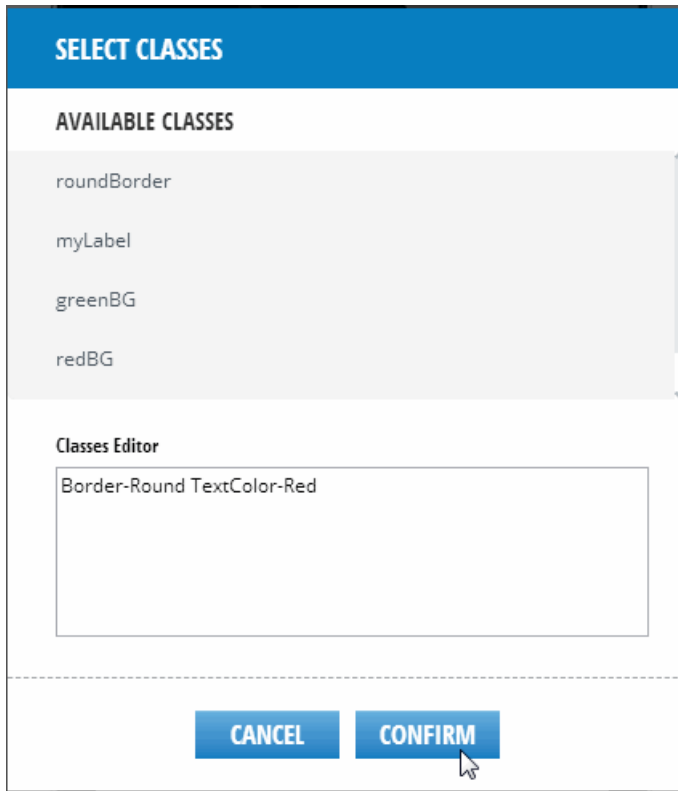 SELECT CLASSES
AVAILABLE CLASSES
roundBorder
myLabel
greenBG
redBG
Classes Editor
Border-Round TextColor-Red
CANCEL
CONFIRM